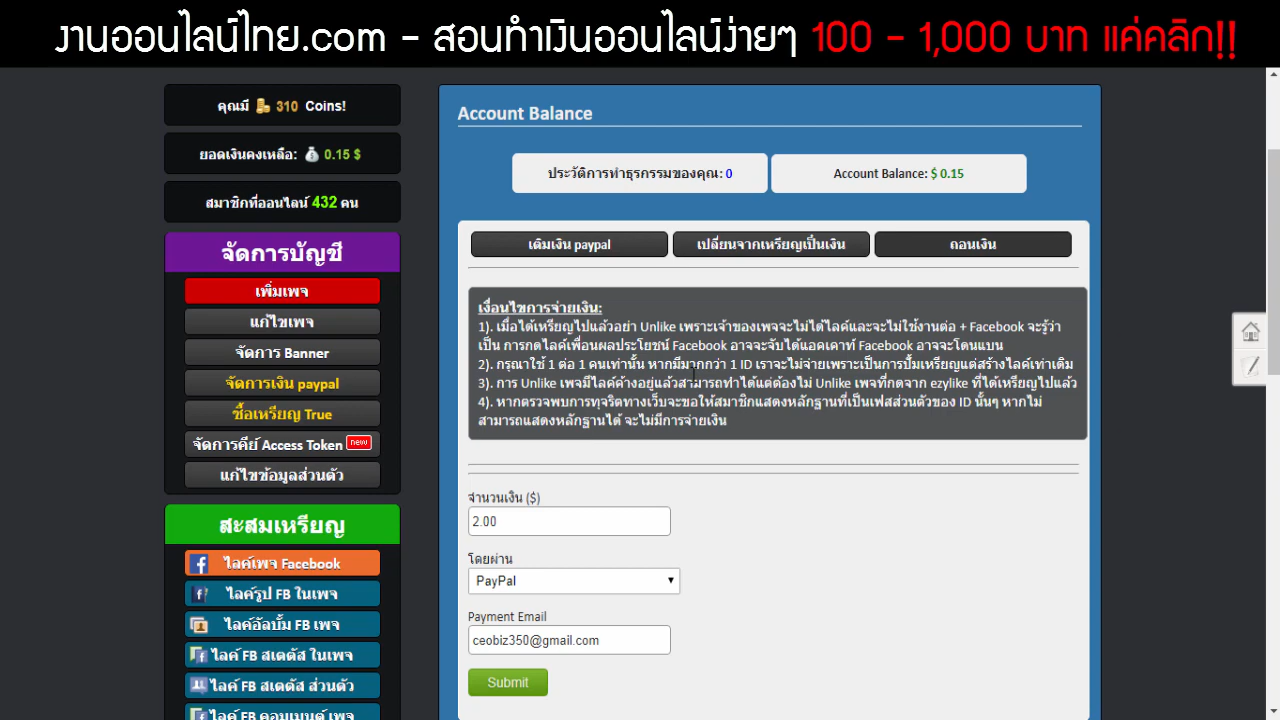 งานออนไลน์ไทย.com - สอนทำเงินออนไลน์ง่ายๆ 100 - 1,000 บาท แค่คลิก!!
คุณมี 310 Coins!
ยอดเงินคงเหลือ: 0.15 $
สมาชิกที่ออนไลน์ 432 คน
จัดการบัญชี
เพิ่มเพจ
แก้ไขเพจ
จัดการ Banner
จัดการเงิน paypal
ซื้อเหรียญ True
จัดการคีย์ Access Token new
แก้ไขข้อมูลส่วนตัว
สะสมเหรียญ
ไลค์เพจ Facebook
ไลค์รูป FB ในเพจ
ไลค์อัลบั้ม FB เพจ
ไลค์ FB สเตตัส ในเพจ
ไลค์ FB สเตตัส ส่วนตัว
ไลค์ FB คอมเมนต์ เพจ
Account Balance
ประวัติการทำธุรกรรมของคุณ: 0
Account Balance: $ 0.15
เติมเงิน paypal
เปลี่ยนจากเหรียญเป็นเงิน
ถอนเงิน
เงื่อนไขการจ่ายเงิน:
1). เมื่อได้เหรียญไปแล้วอย่า Unlike เพราะเจ้าของเพจจะไม่ได้ไลค์และจะไม่ใช้งานต่อ + Facebook จะรู้ว่า
เป็น การกดไลค์เพื่อนผลประโยชน์ Facebook อาจจะจับได้แอคเคาท์ Facebook อาจจะโดนแบน
2). กรุณาใช้ 1 ต่อ 1 คนเท่านั้น หากมีมากกว่า 1 ID เราจะไม่จ่ายเพราะเป็นการปั๊มเหรียญแต่สร้างไลค์เท่าเติม
3). การ Unlike เพจมีไลค์ค้างอยู่แล้วสามารถทำได้แต่ต้องไม่ Unlike เพจที่กดจาก ezylike ที่ได้เหรียญไปแล้ว
4). หากตรวจพบการทุจริตทางเว็บจะขอให้สมาชิกแสดงหลักฐานที่เป็นเฟสส่วนตัวของ ID นั้นๆ หากไม่
สามารถแสดงหลักฐานได้ จะไม่มีการจ่ายเงิน
จำนวนเงิน ($)
2.00
โดยผ่าน
PayPal
Payment Email
ceobiz350@gmail.com
Submit